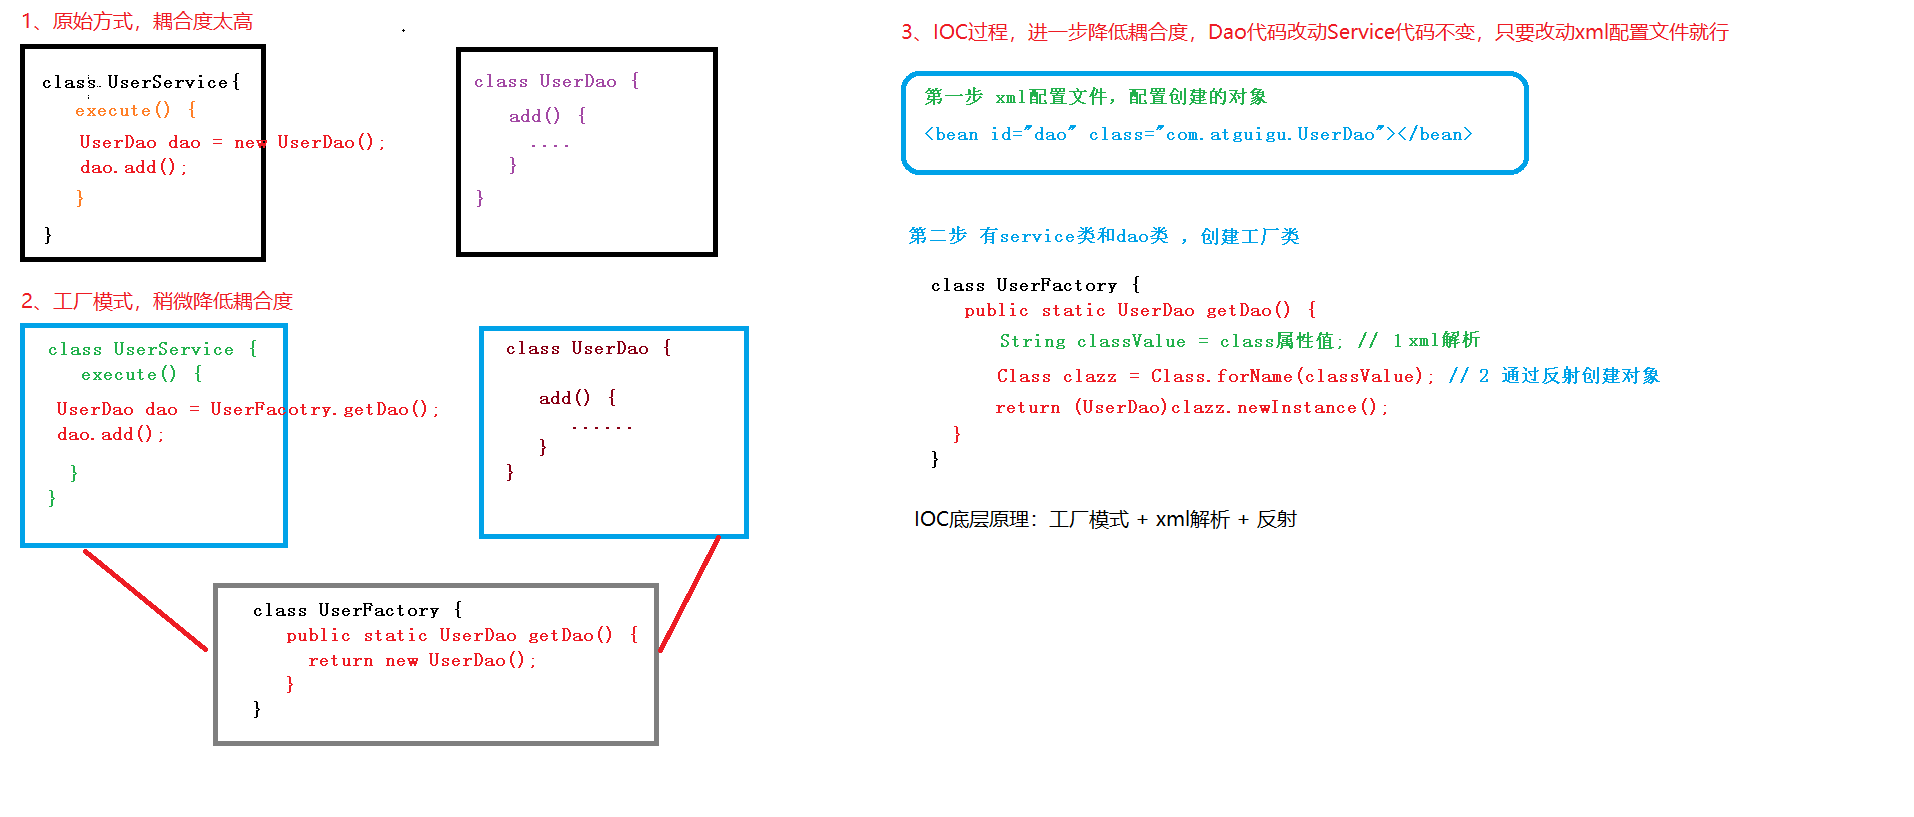 1、原始方式，耦合度太高
class UserService{
execute() {
UserDao dao = new UserDao();
dao.add();
}
}
class UserDao {
add() {
....
}
}
2、工厂模式，稍微降低耦合度
class UserService {
execute() {
UserDao dao = UserFacotry.getDao();
dao.add();
}
}
class UserDao {
add() {
......
}
}
class UserFactory {
public static UserDao getDao() {
return new UserDao();
}
}
3、IOC过程，进一步降低耦合度，Dao代码改动Service代码不变，只要改动xml配置文件就行
第一步 xml配置文件，配置创建的对象
<bean id="dao" class="com.atguigu.UserDao"></bean>
第二步 有service类和dao类 ，创建工厂类
class UserFactory {
public static UserDao getDao() {
String classValue = class属性值; // 1 xml解析
Class clazz = Class.forName(classValue); // 2 通过反射创建对象
return (UserDao)clazz.newInstance();
}
}
IOC底层原理：工厂模式 + xml解析 + 反射